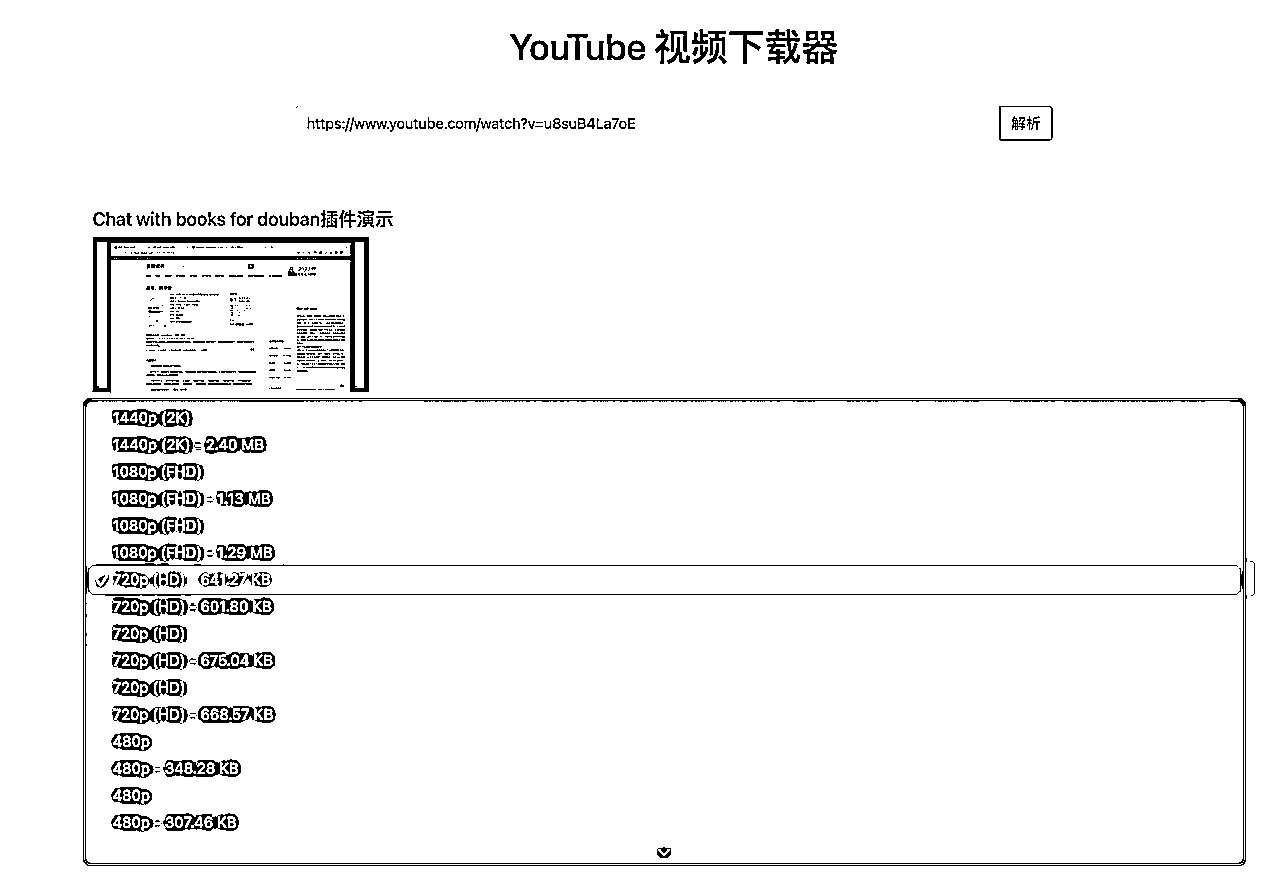 YouTube 视频下载器
https://www.youtube.com/watch?v=u8suB4La7oE
解析
Chat with books for douban插件演示
1440p (2K)
1440p (2K) - 2.40 MB
1080p (FHD)
1080p (FHD) - 1.13 MB
1080p (FHD)
1080p (FHD) - 1.29 MB
✓ 720p (HD) - 641.27 KB
720p (HD) - 601.80 KB
720p (HD)
720p (HD) - 675.04 KB
720p (HD)
720p (HD) - 668.57 KB
480p
480p - 348.28 KB
480p
480p - 307.46 KB